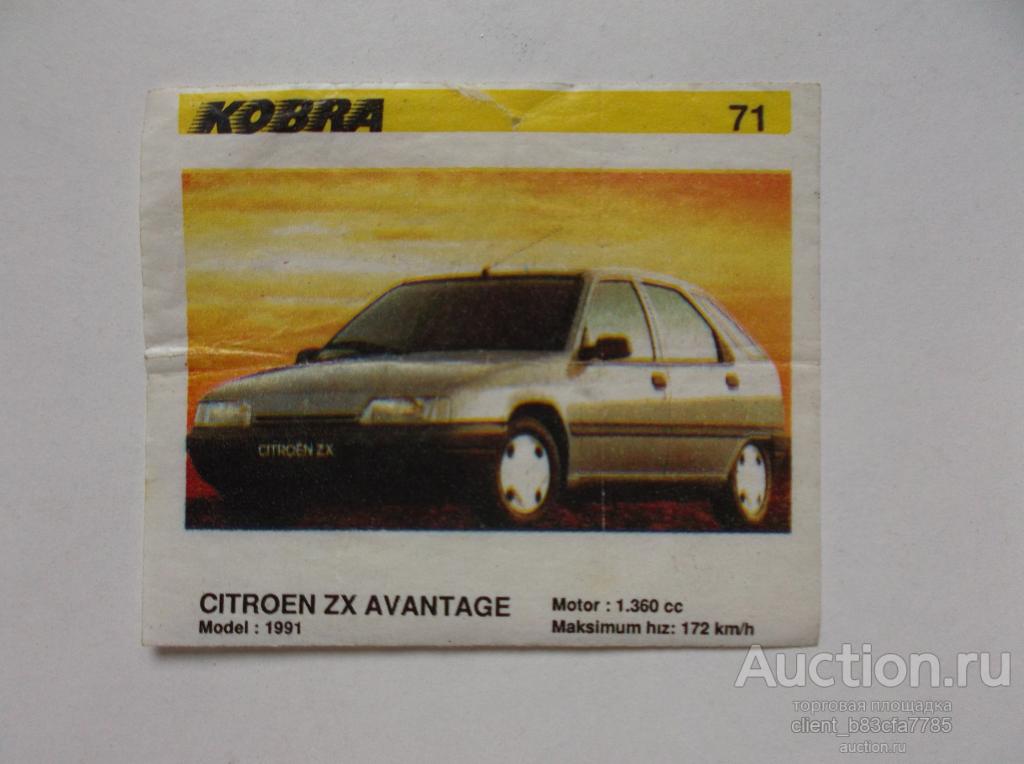 KOBRA 71
CITROËN ZX
CITROEN ZX AVANTAGE
Model : 1991
Motor : 1.360 cc
Maksimum hız: 172 km/h
Auction.ru
торговая площадка
client_b83cfa7785
auction.ru